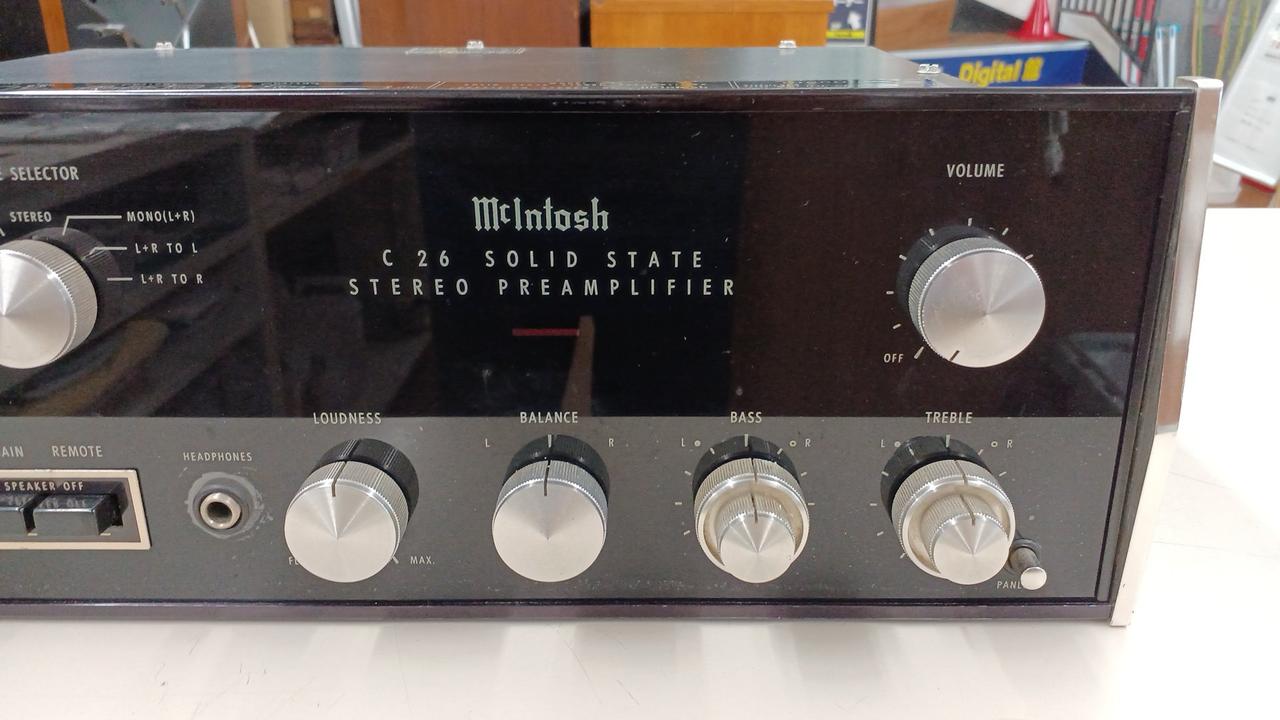 Digital 館
SELECTOR
VOLUME
STEREO
MONO(L+R)
L+R TO L
L+R TO R
McIntosh
C 26 SOLID STATE
STEREO PREAMPLIFIER
OFF
LOUDNESS
BALANCE
BASS
TREBLE
L
R
L
R
L
R
REMOTE
HEADPHONES
SPEAKER OFF
MAX.